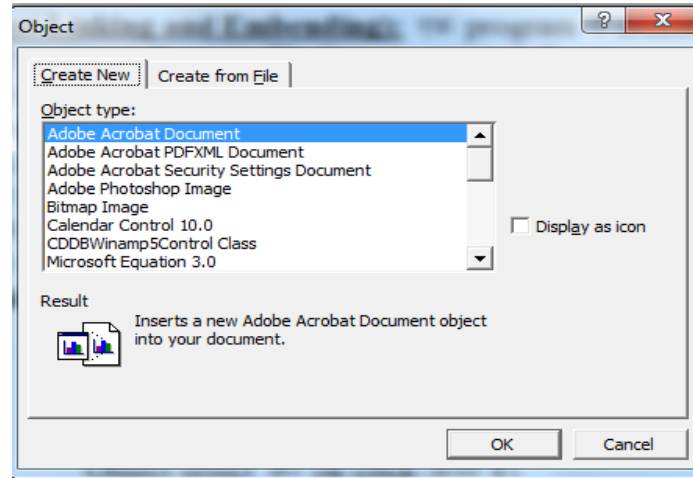 Object
Create New
Create from File
Object type:
Adobe Acrobat Document
Adobe Acrobat PDFXML Document
Adobe Acrobat Security Settings Document
Adobe Photoshop Image
Bitmap Image
Calendar Control 10.0
CDDBWinamp5Control Class
Microsoft Equation 3.0
Display as icon
Result
Inserts a new Adobe Acrobat Document object
into your document.
OK
Cancel